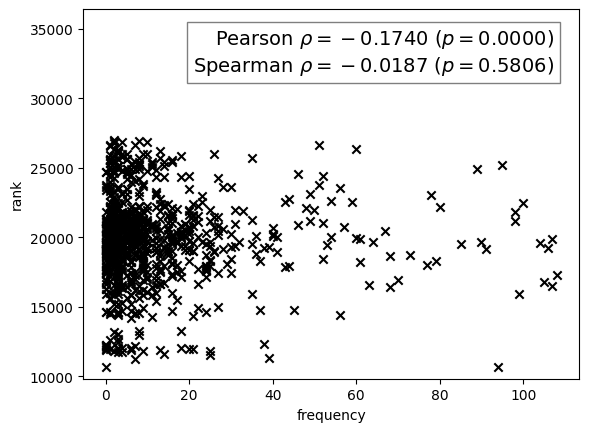 Pearson ρ = −0.1740 (p = 0.0000)
Spearman ρ = −0.0187 (p = 0.5806)
35000
30000
25000
20000
15000
10000
rank
0 20 40 60 80 100
frequency